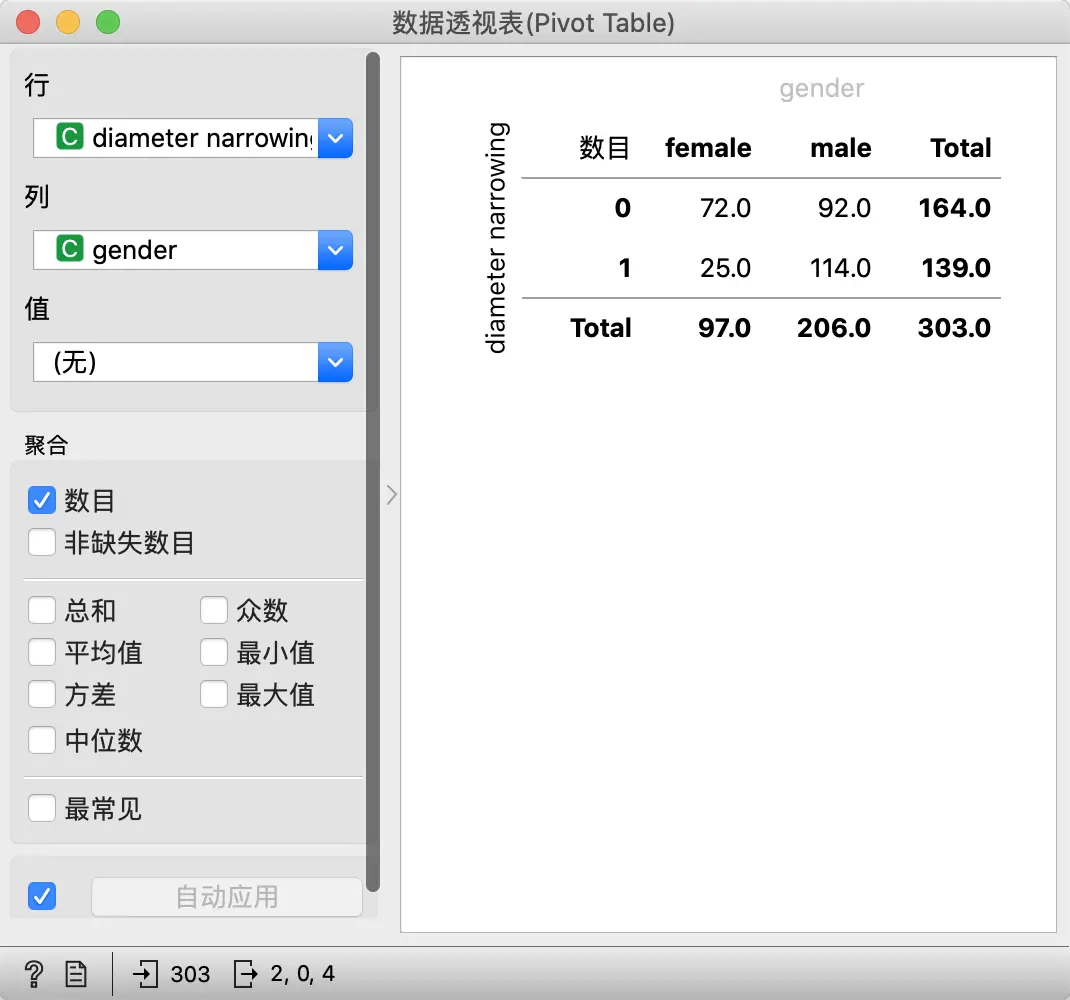 数据透视表(Pivot Table)
行
C diameter narrowing
列
C gender
值
(无)
聚合
数目
非缺失数目
总和 众数
平均值 最小值
方差 最大值
中位数
最常见
自动应用
gender
diameter narrowing
数目 female male Total
0 72.0 92.0 164.0
1 25.0 114.0 139.0
Total 97.0 206.0 303.0
? 303 2, 0, 4